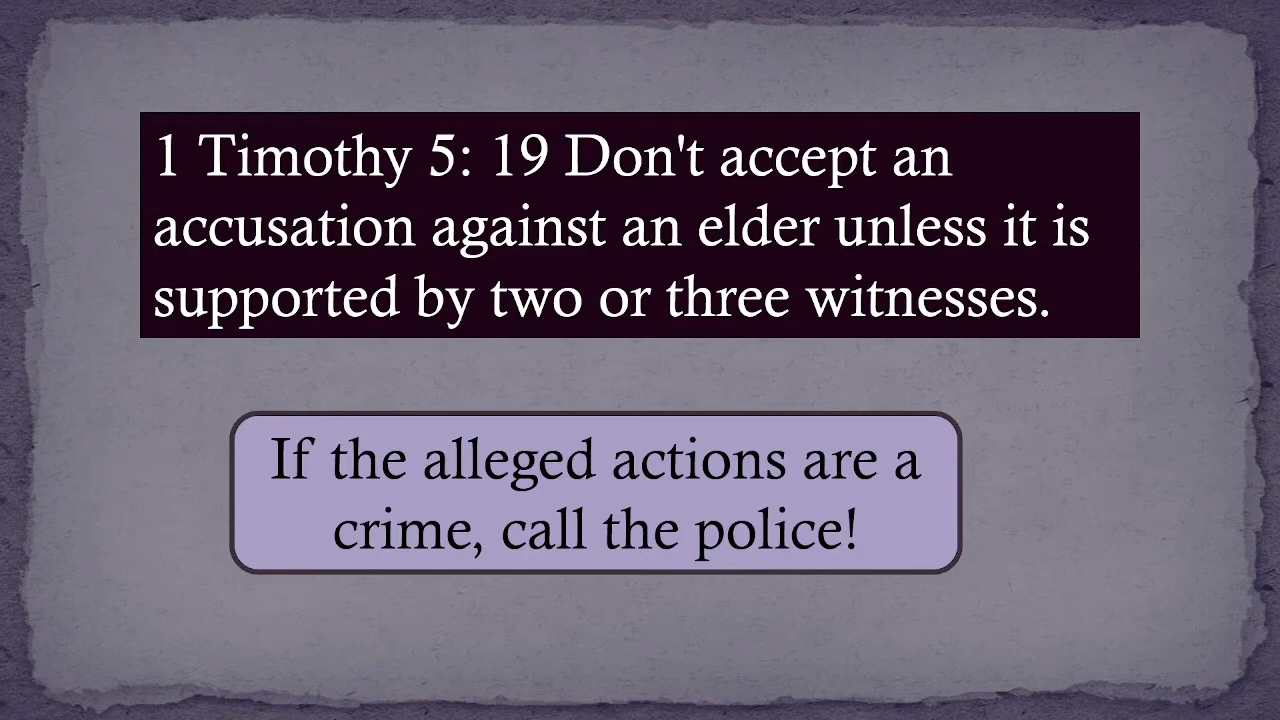 1 Timothy 5: 19 Don't accept an
accusation against an elder unless it is
supported by two or three witnesses.
If the alleged actions are a
crime, call the police!